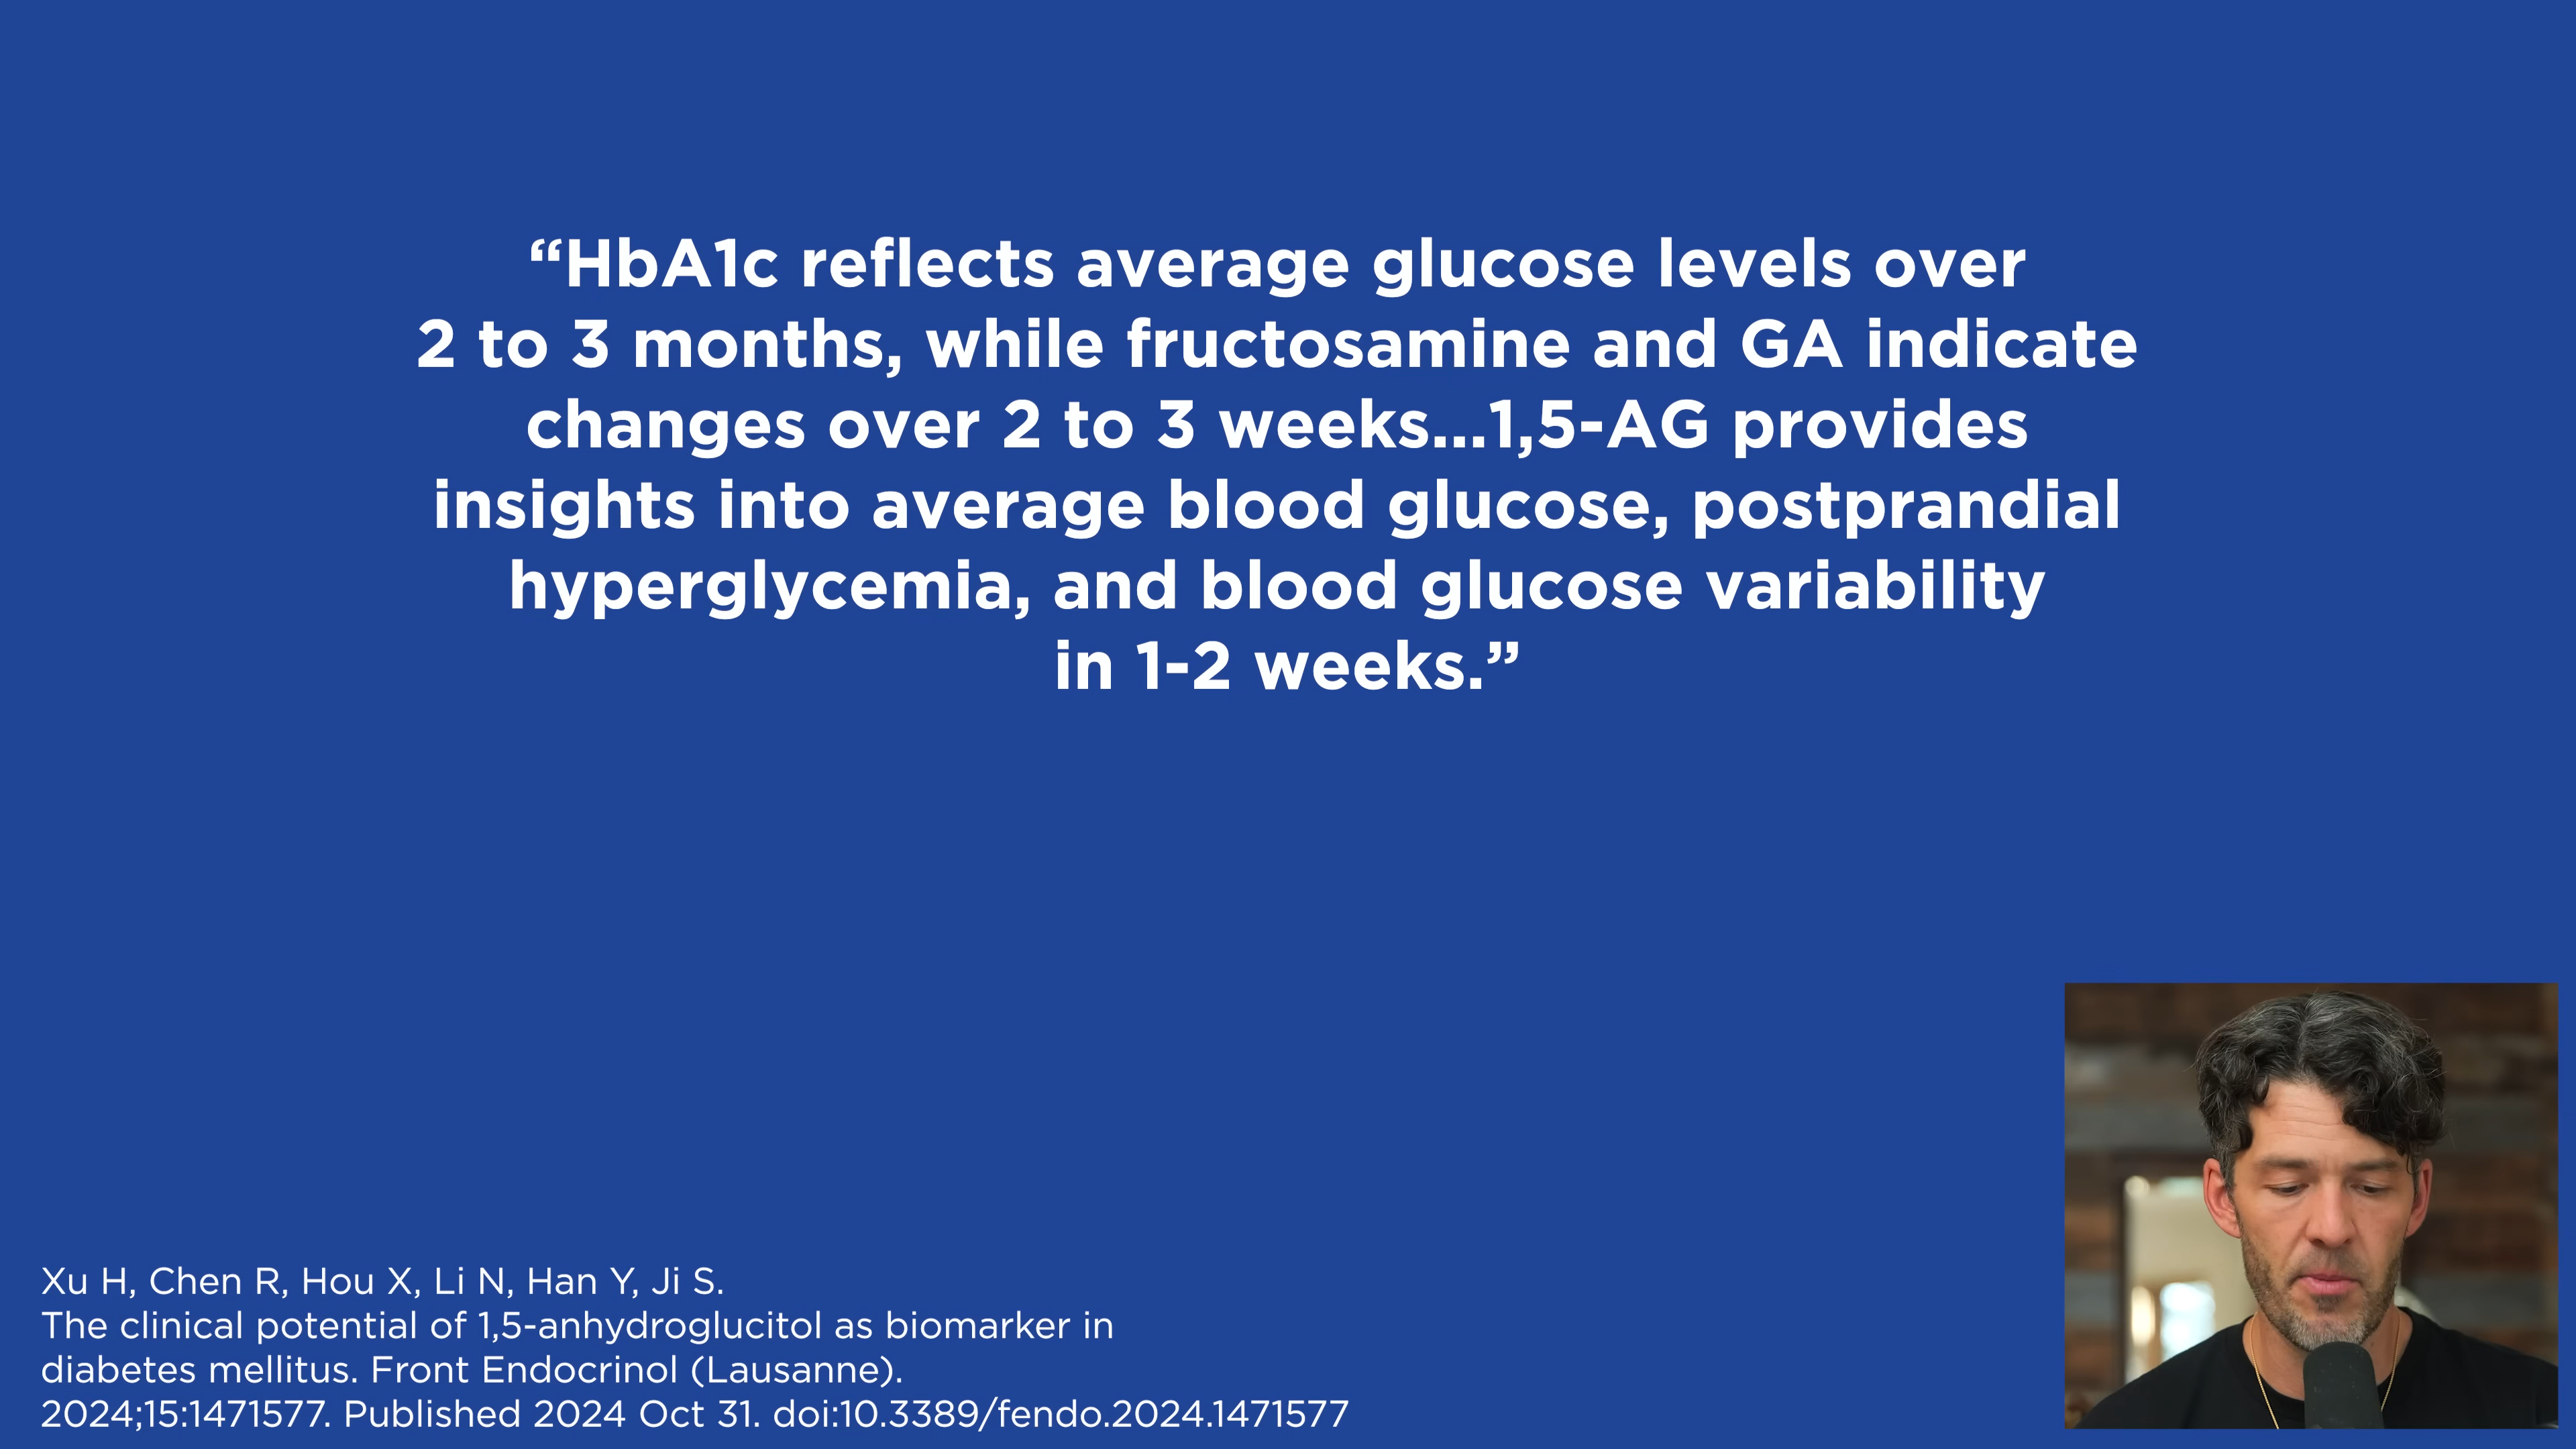 “HbA1c reflects average glucose levels over
2 to 3 months, while fructosamine and GA indicate
changes over 2 to 3 weeks...1,5-AG provides
insights into average blood glucose, postprandial
hyperglycemia, and blood glucose variability
in 1-2 weeks.”
Xu H, Chen R, Hou X, Li N, Han Y, Ji S.
The clinical potential of 1,5-anhydroglucitol as biomarker in
diabetes mellitus. Front Endocrinol (Lausanne).
2024;15:1471577. Published 2024 Oct 31. doi:10.3389/fendo.2024.1471577